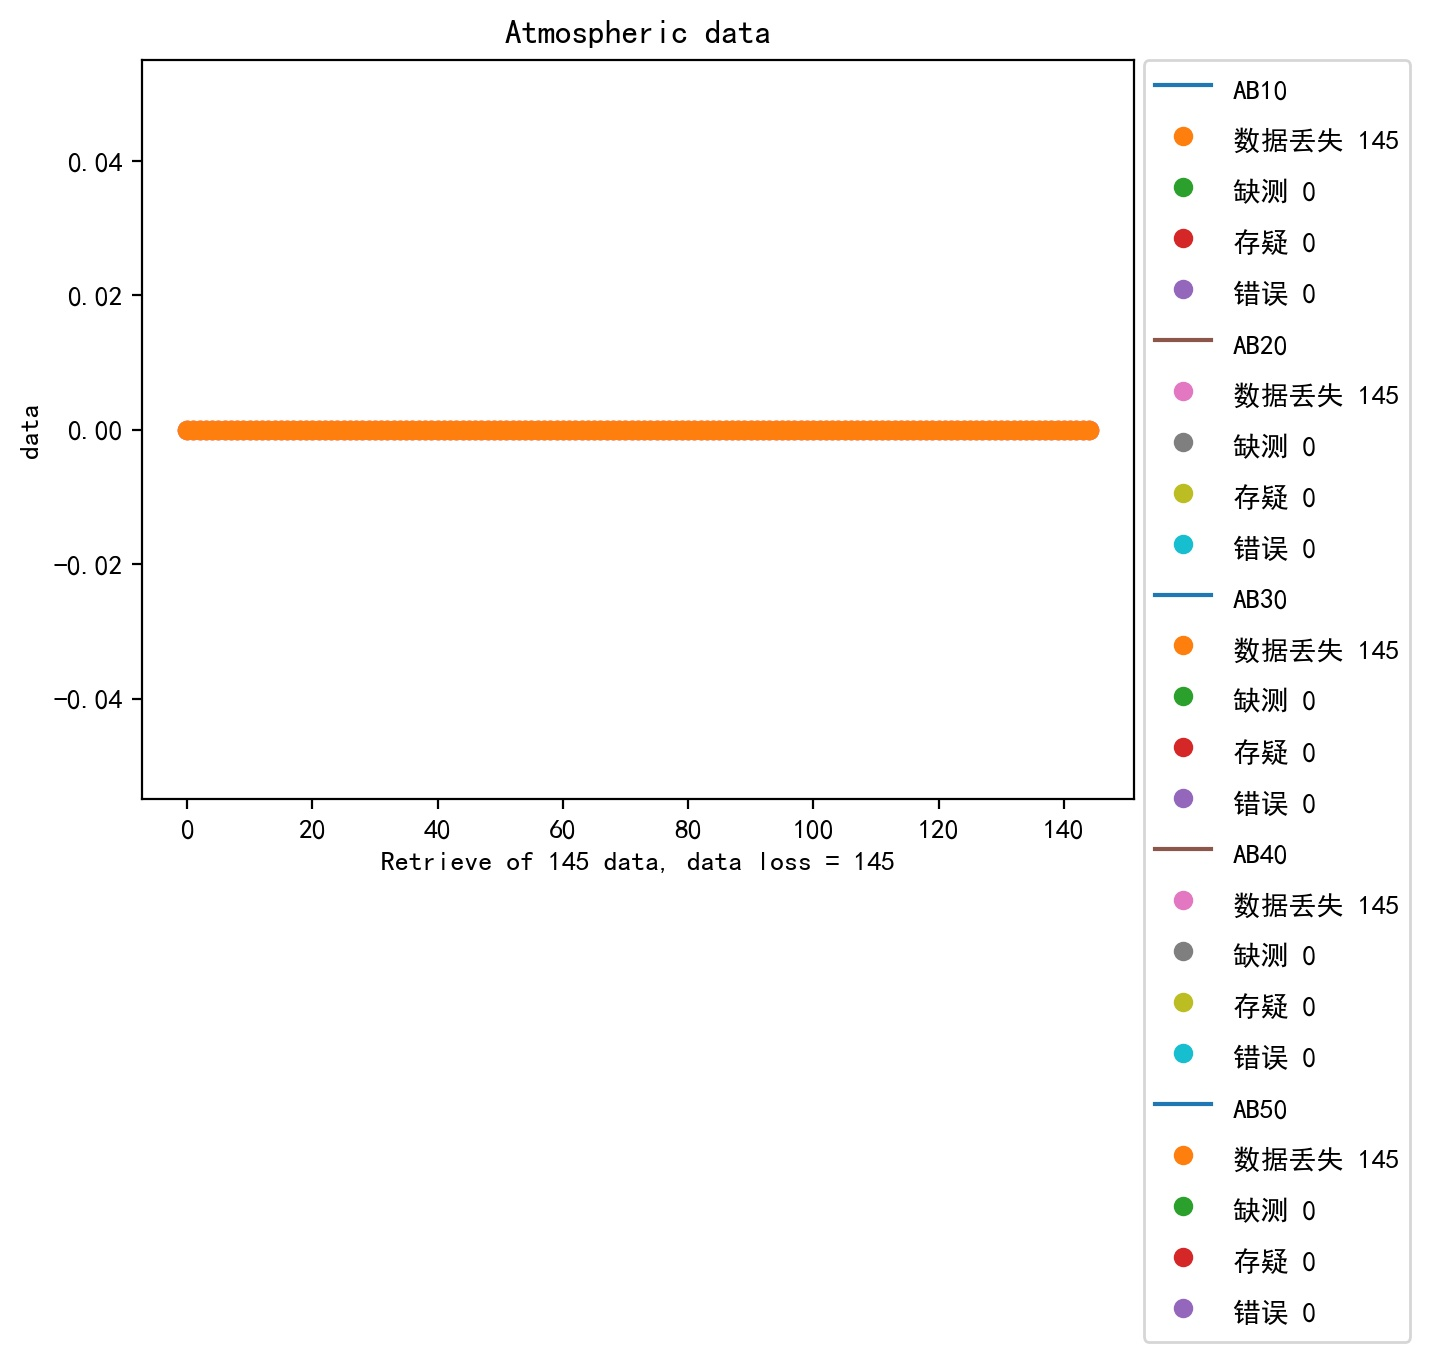 Atmospheric data
data
0.04
0.02
0.00
-0.02
-0.04
0 20 40 60 80 100 120 140
Retrieve of 145 data, data loss = 145
AB10
数据丢失 145
缺测 0
存疑 0
错误 0
AB20
数据丢失 145
缺测 0
存疑 0
错误 0
AB30
数据丢失 145
缺测 0
存疑 0
错误 0
AB40
数据丢失 145
缺测 0
存疑 0
错误 0
AB50
数据丢失 145
缺测 0
存疑 0
错误 0